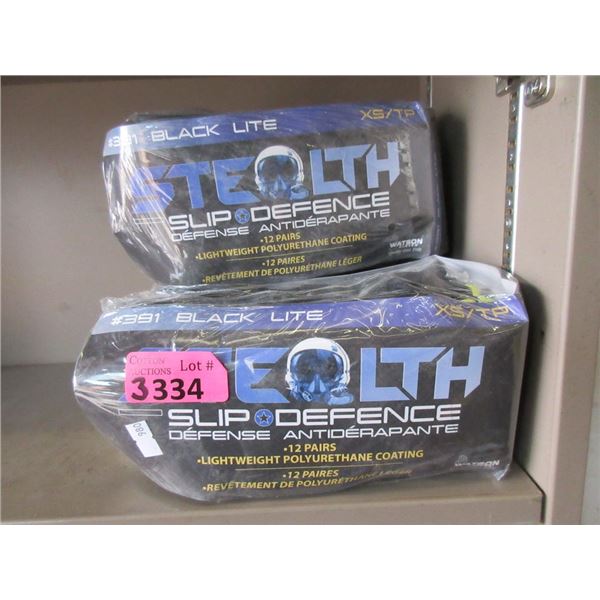 #391 BLACK LITE XS/TP
STEALTH
SLIP DEFENCE
DÉFENSE ANTIDÉRAPANTE
•12 PAIRS
•LIGHTWEIGHT POLYURETHANE COATING
•12 PAIRES
•REVÊTEMENT DE POLYURÉTHANE LÉGER
WATSON
#391 BLACK LITE XS/TP
STEALTH
COTTON AUCTIONS Lot #
3334
086
SLIP DEFENCE
DÉFENSE ANTIDÉRAPANTE
•12 PAIRS
•LIGHTWEIGHT POLYURETHANE COATING
•12 PAIRES
•REVÊTEMENT DE POLYURÉTHANE LÉGER
WATSON